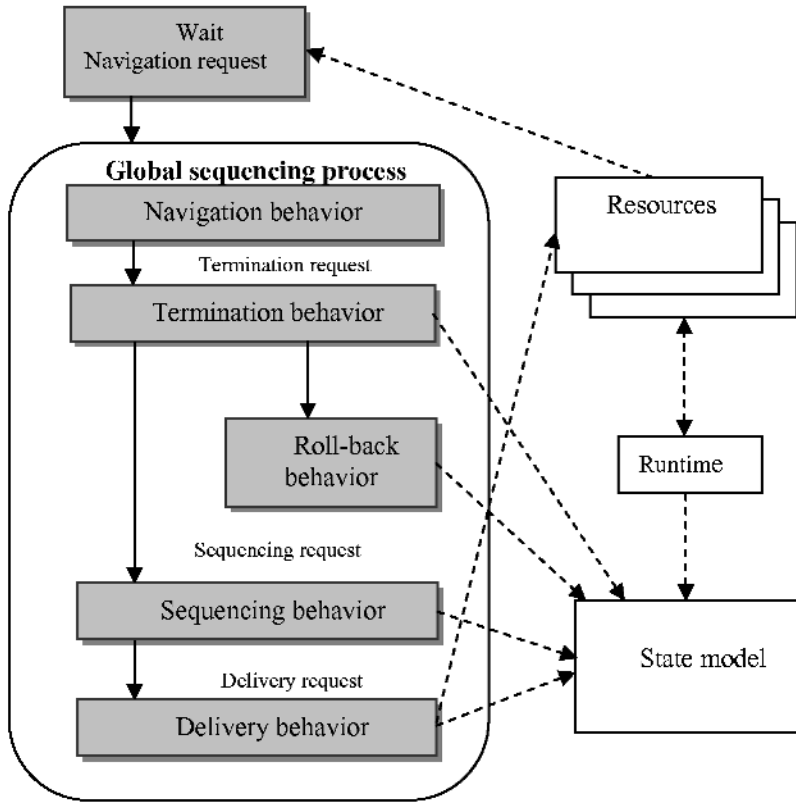 Wait
Navigation request
Global sequencing process
Navigation behavior
Termination request
Termination behavior
Roll-back
behavior
Sequencing request
Sequencing behavior
Delivery request
Delivery behavior
Resources
Runtime
State model